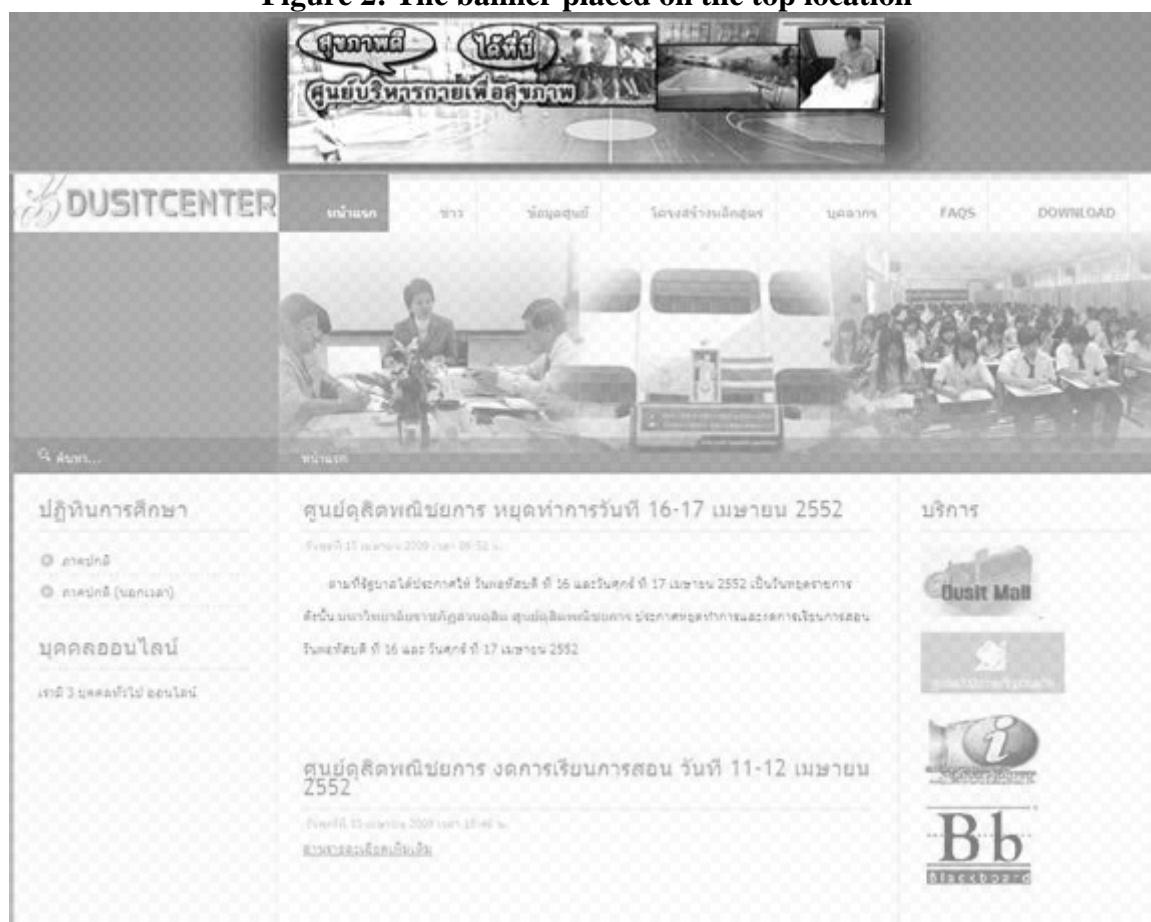 Figure 2: The banner placed on the top location
สุขภาพดี
ได้ที่นี่
ศูนย์บริหารกายเพื่อสุขภาพ
DUSITCENTER
หน้าแรก
ข่าว
ข้อมูลศูนย์
โครงสร้างหลักสูตร
บุคลากร
FAQS
DOWNLOAD
ค้นหา...
หน้าแรก
ปฏิทินการศึกษา
ภาคปกติ
ภาคปกติ (นอกเวลา)
บุคคลออนไลน์
เรามี 3 บุคคลทั่วไป ออนไลน์
ศูนย์ดุสิตพณิชยการ หยุดทำการวันที่ 16-17 เมษายน 2552
ตามที่รัฐบาลได้ประกาศให้ วันพฤหัสบดี ที่ 16 และวันศุกร์ ที่ 17 เมษายน 2552 เป็นวันหยุดราชการ
ดังนั้น มหาวิทยาลัยราชภัฏสวนดุสิต ศูนย์ดุสิตพณิชยการ ประกาศหยุดทำการและงดการเรียนการสอน
วันพฤหัสบดี ที่ 16 และ วันศุกร์ ที่ 17 เมษายน 2552
ศูนย์ดุสิตพณิชยการ งดการเรียนการสอน วันที่ 11-12 เมษายน
2552
อ่านรายละเอียดเพิ่มเติม
บริการ
Dusit Mall
i
Bb
Blackboard